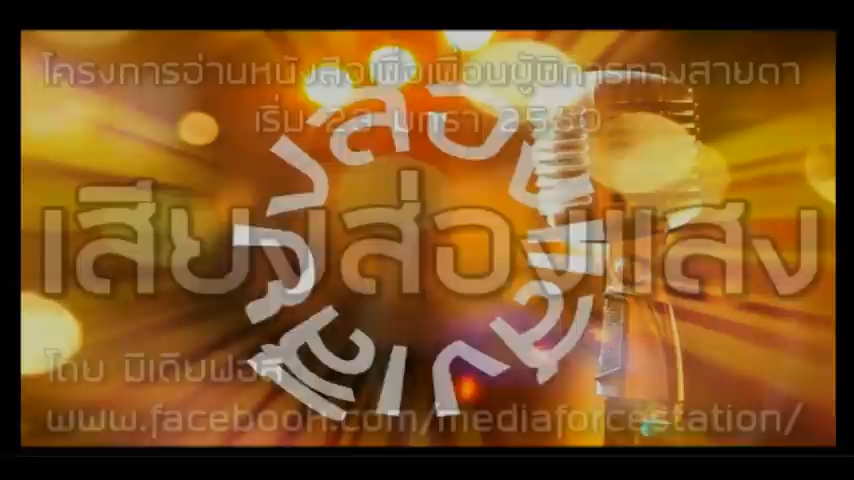 โครงการอ่านหนังสือเพื่อเพื่อนผู้พิการทางสายตา
เริ่ม 23 มกรา 2560
เสียงส่องแสง
โดย มีเดียฟอร์ส
www.facebook.com/mediaforcestation/